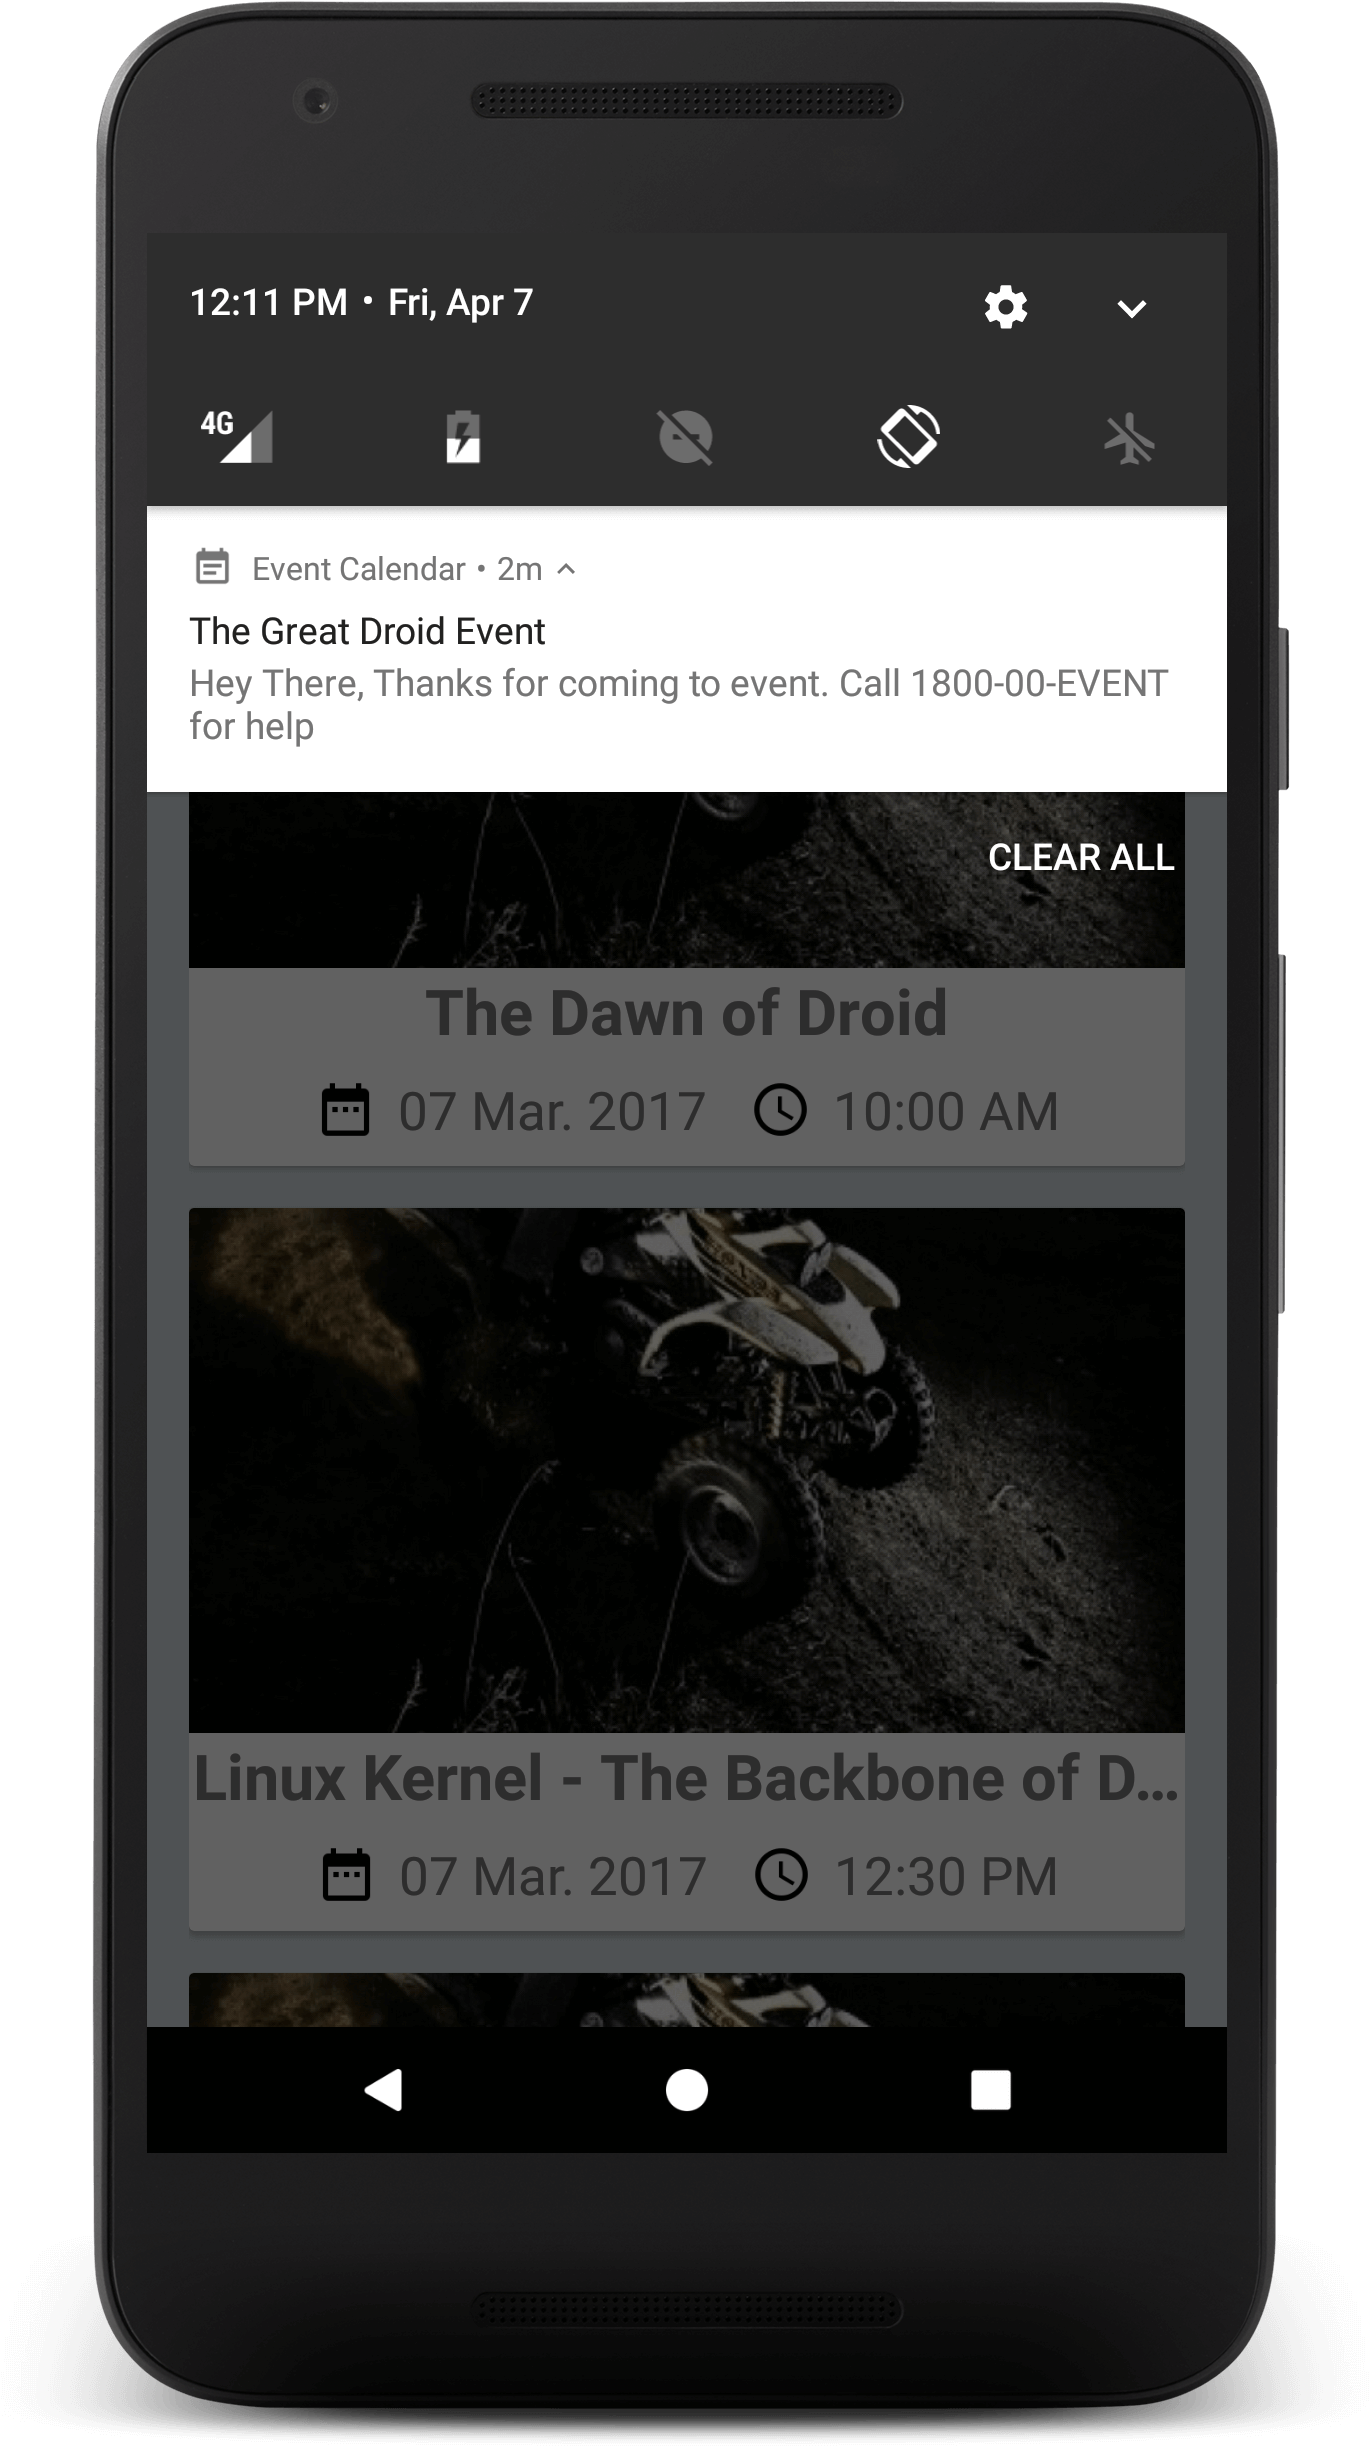 12:11 PM • Fri, Apr 7
4G
Event Calendar • 2m
The Great Droid Event
Hey There, Thanks for coming to event. Call 1800-00-EVENT
for help
CLEAR ALL
The Dawn of Droid
07 Mar. 2017 10:00 AM
Linux Kernel - The Backbone of D...
07 Mar. 2017 12:30 PM